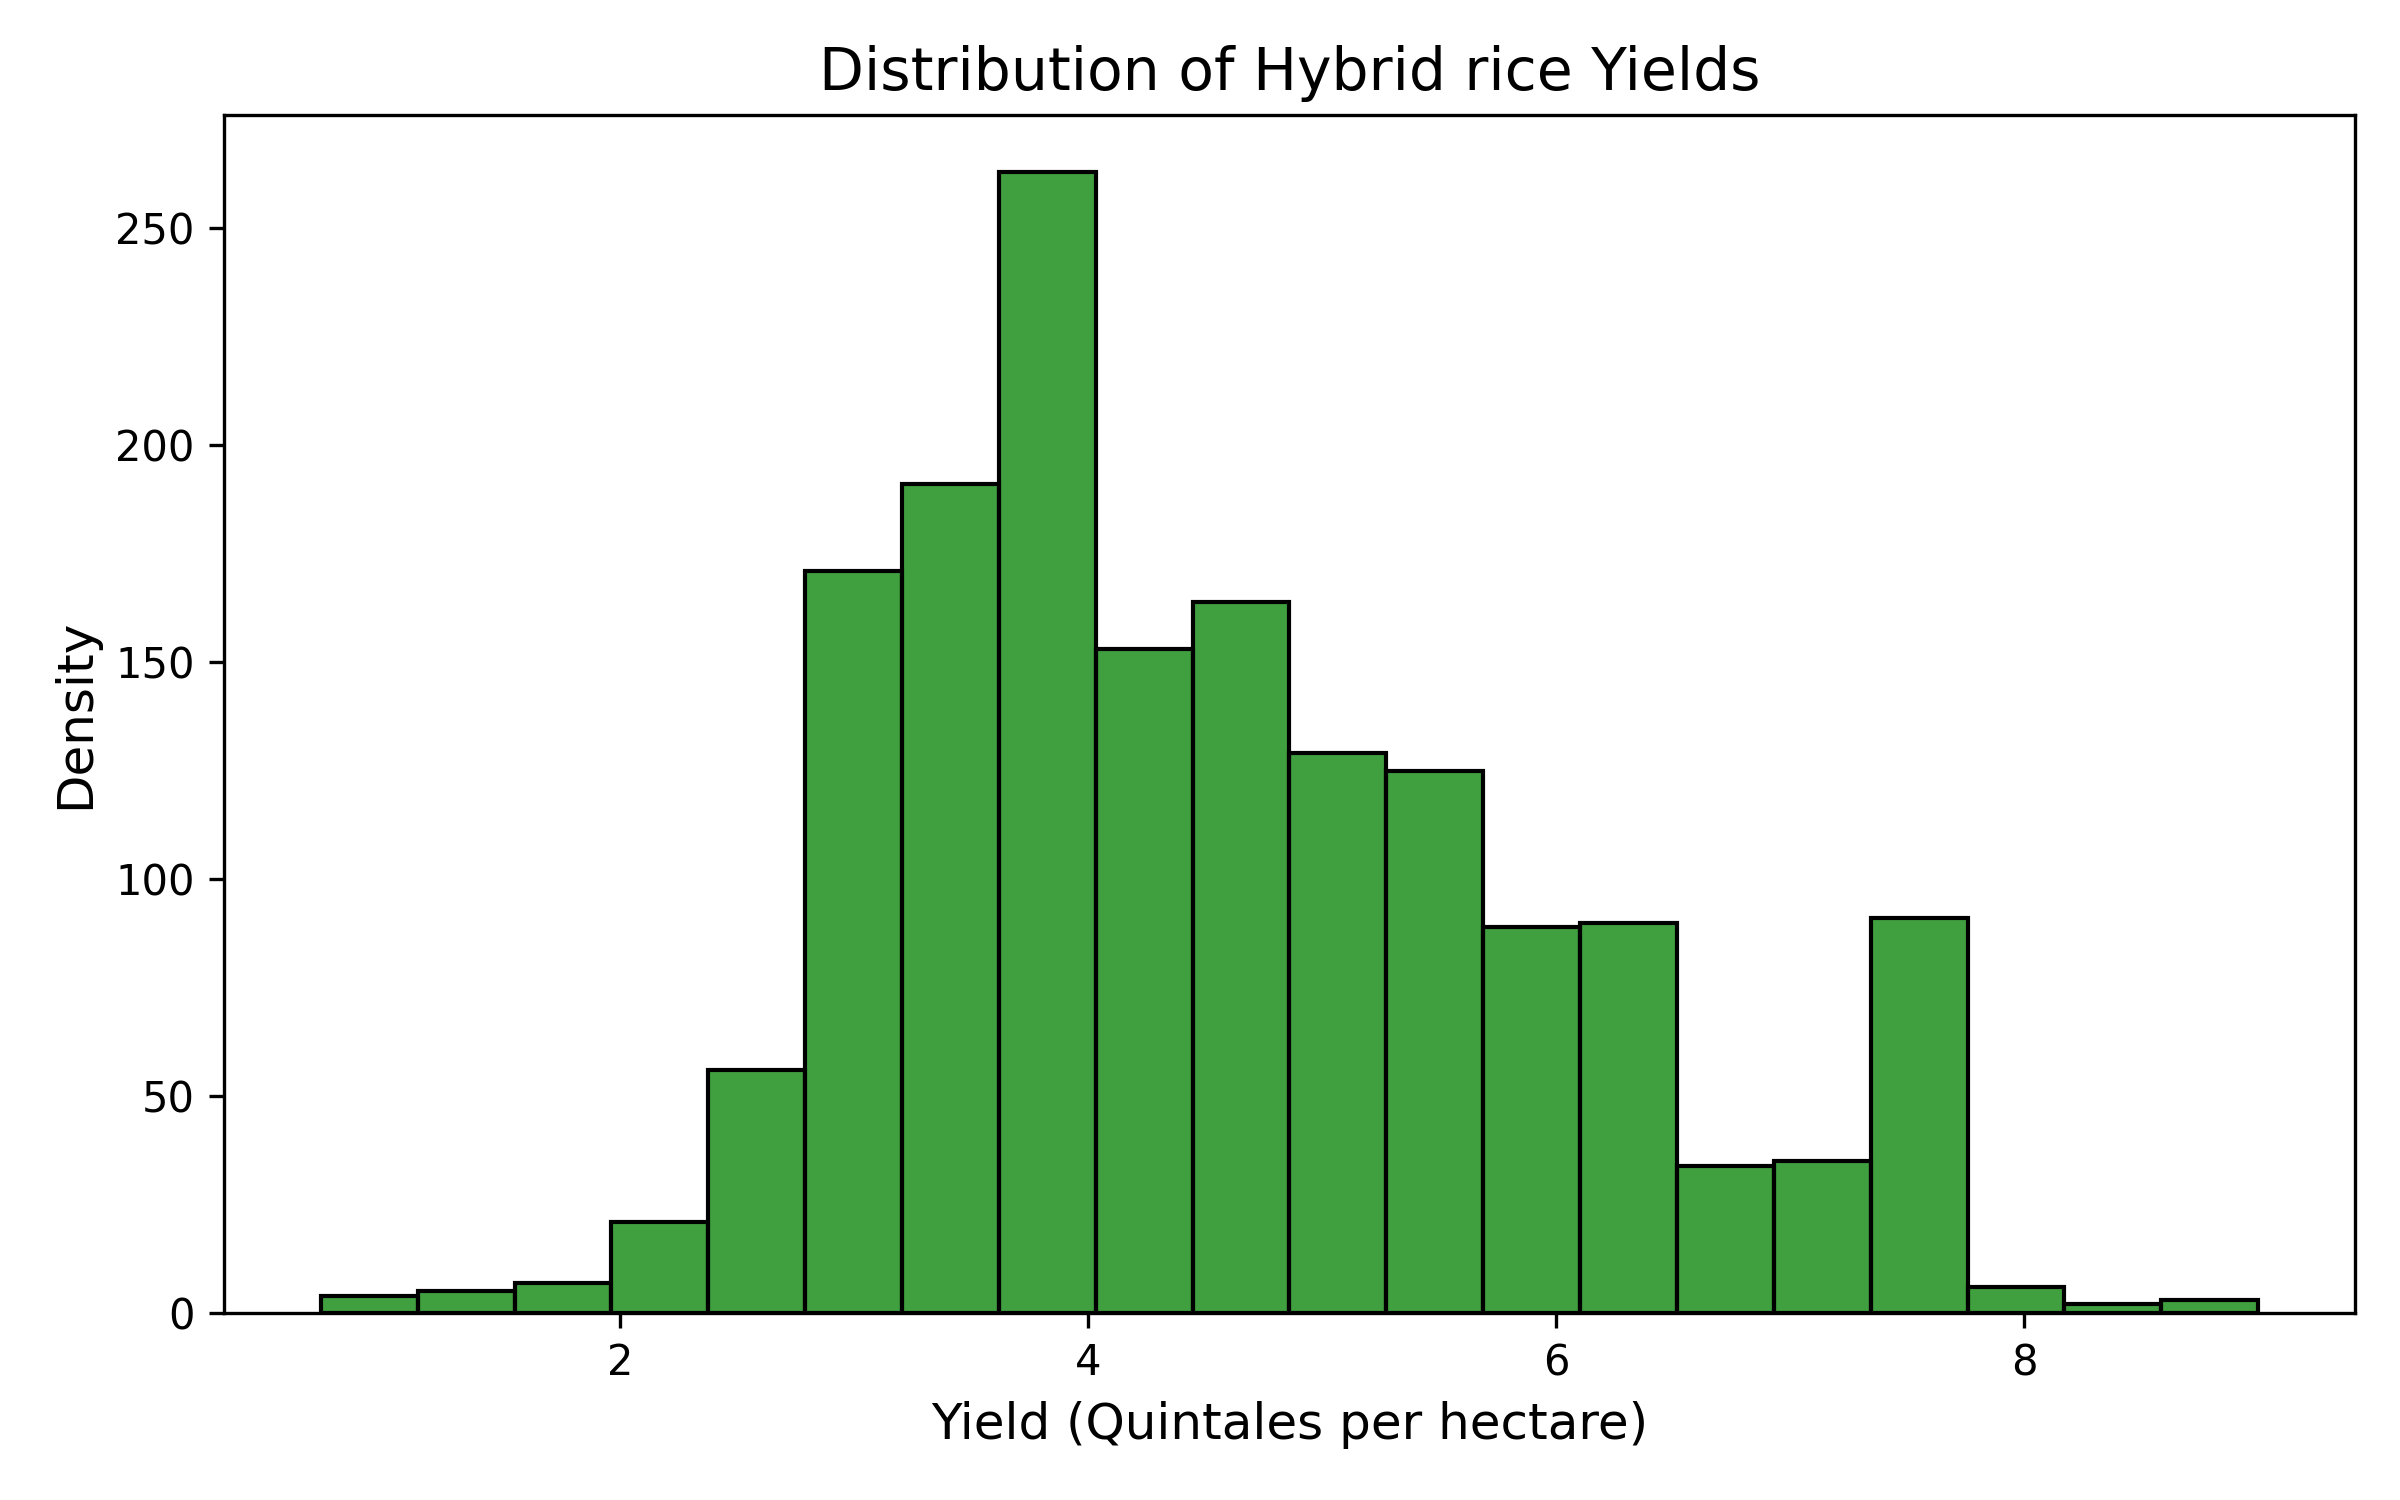 Distribution of Hybrid rice Yields
Density
250
200
150
100
50
0
2 4 6 8
Yield (Quintales per hectare)